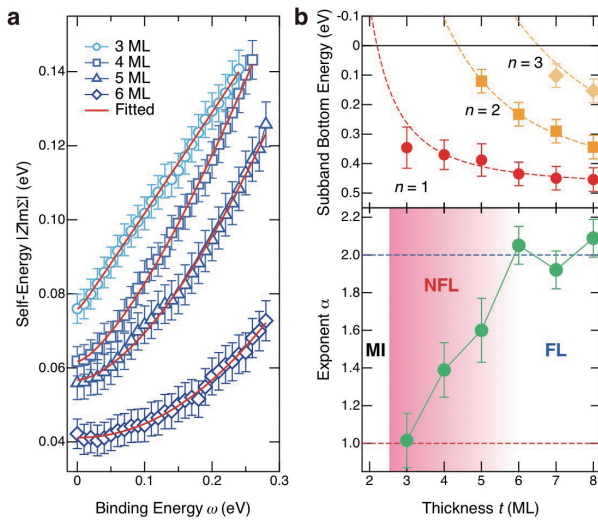 a
3 ML
4 ML
5 ML
6 ML
Fitted
0.14
0.12
0.10
0.08
0.06
0.04
Self-Energy |ZImΣ| (eV)
0.0
0.1
0.2
0.3
Binding Energy ω (eV)
b
-0.1
0
0.1
0.2
0.3
0.4
0.5
Subband Bottom Energy (eV)
n = 3
n = 2
n = 1
2.2
2.0
1.8
1.6
1.4
1.2
1.0
Exponent α
NFL
MI
FL
2
3
4
5
6
7
8
Thickness t (ML)